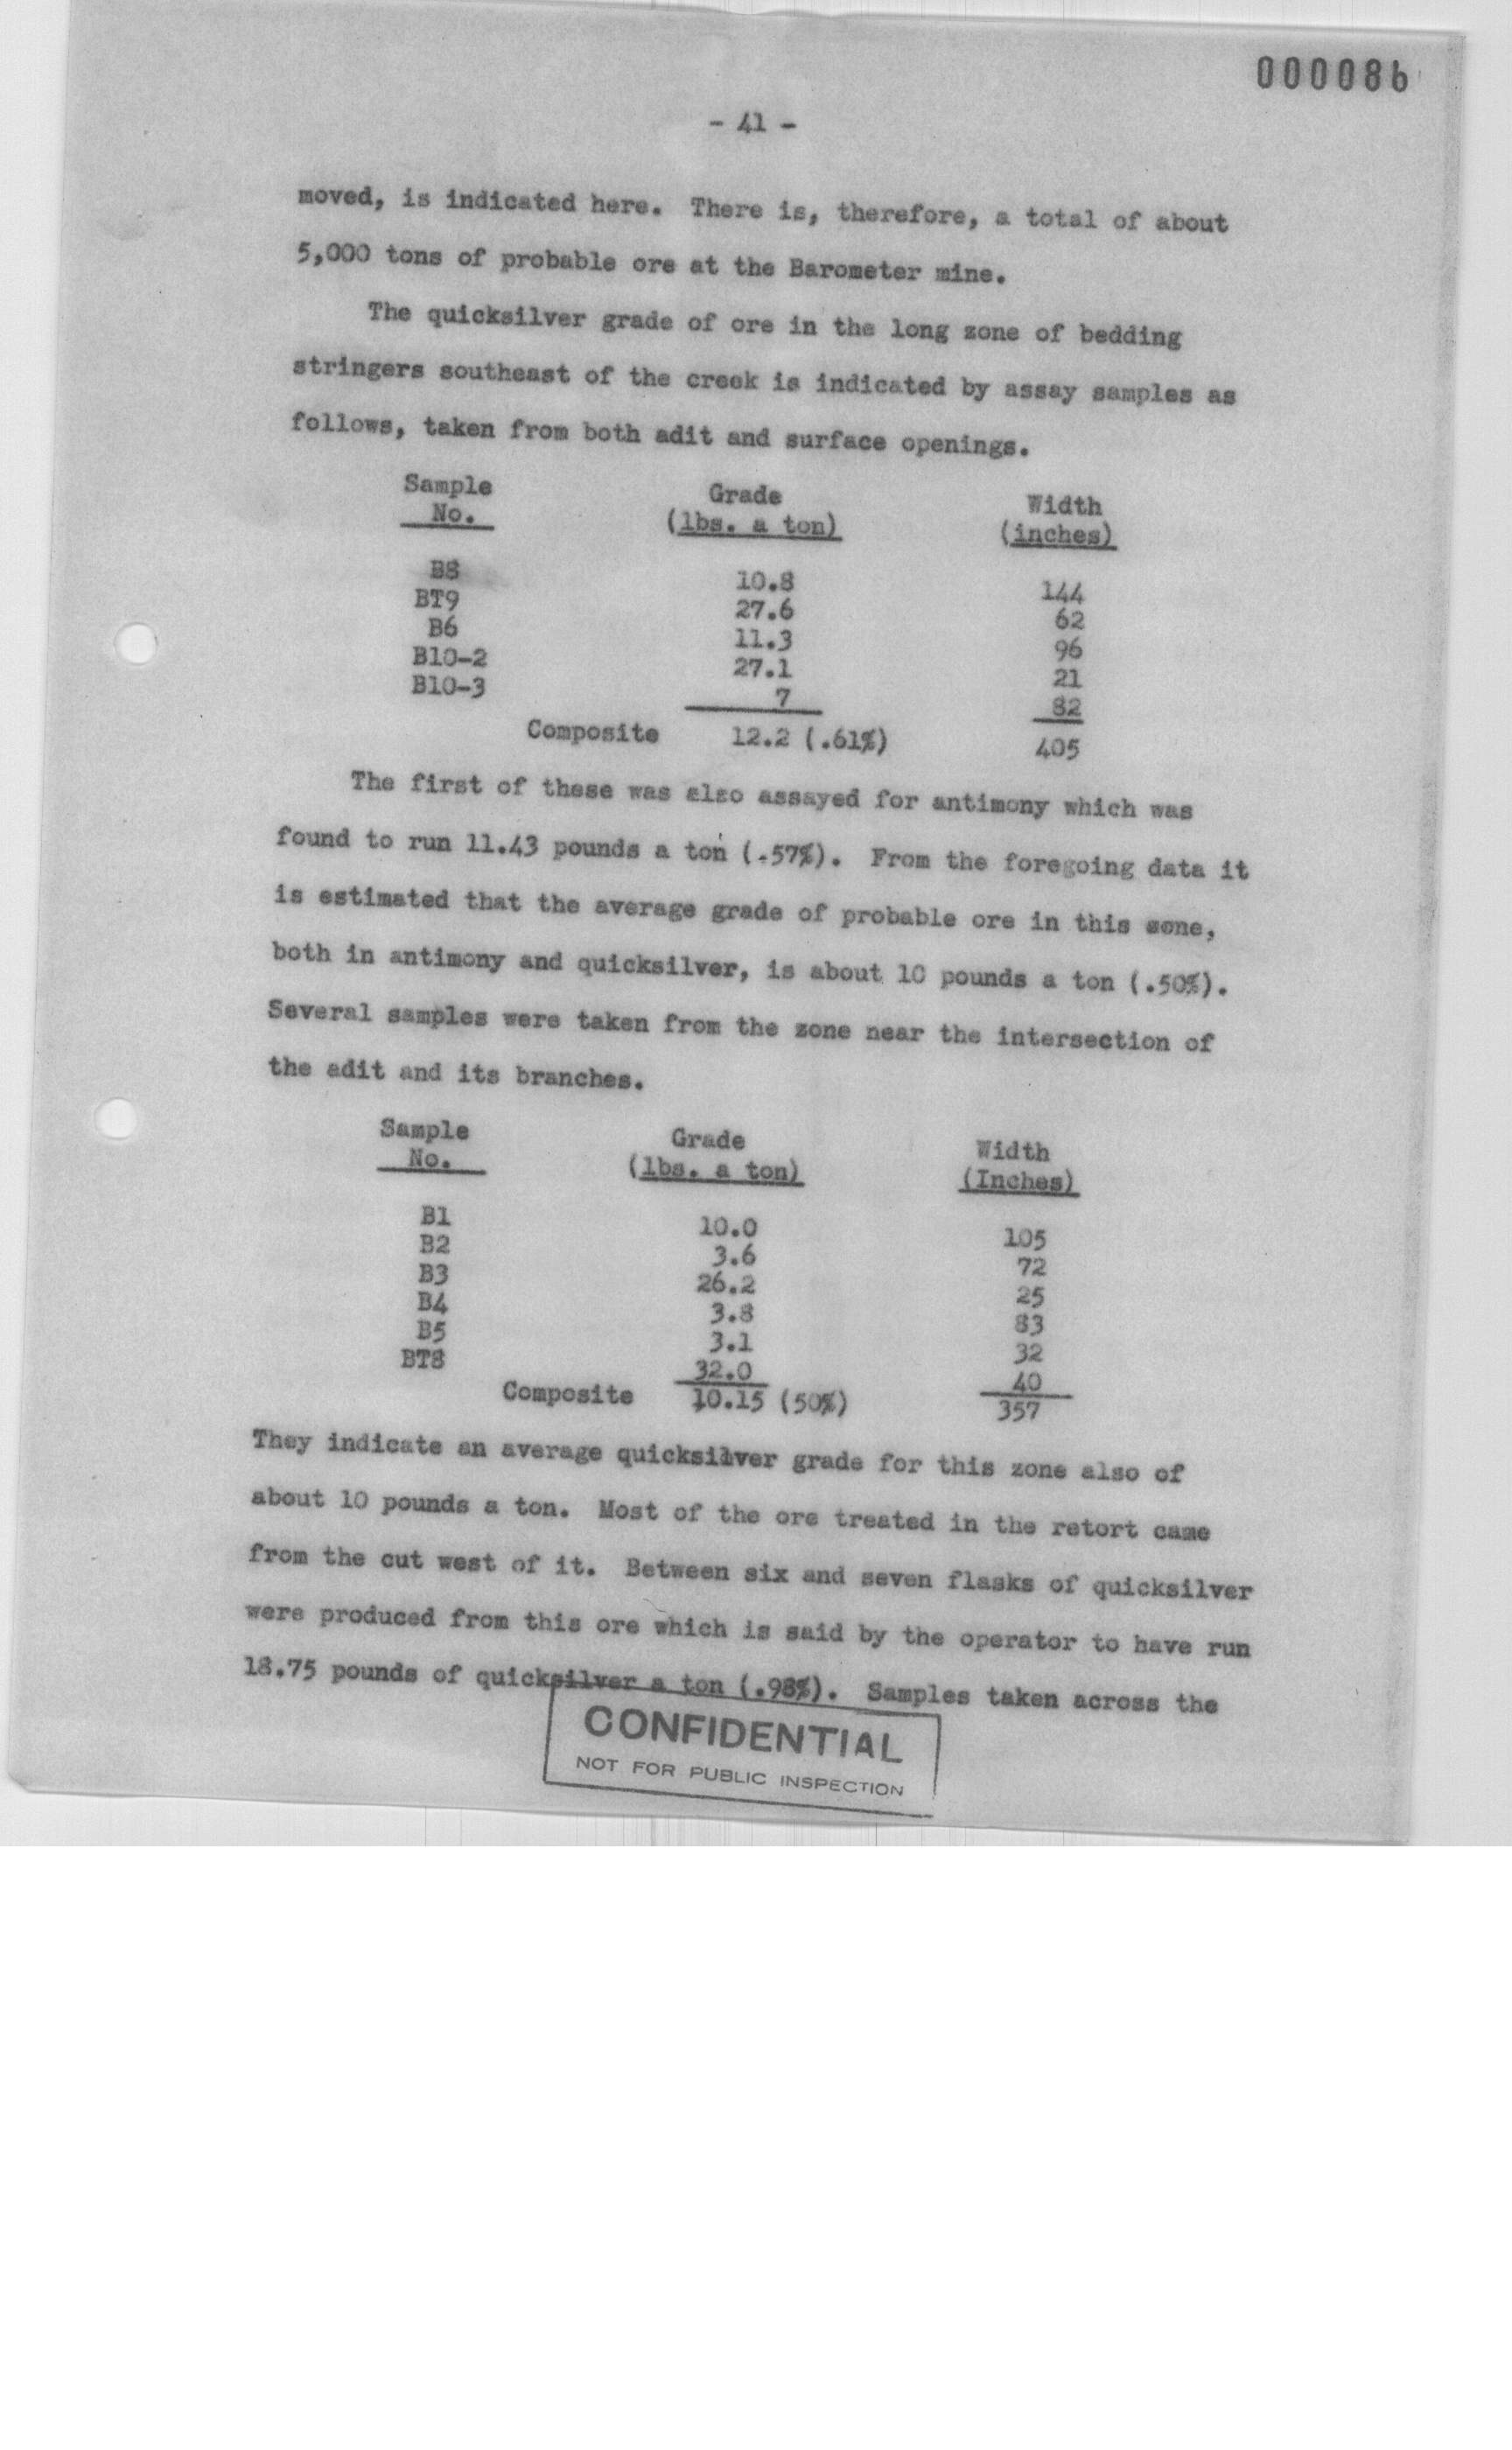 000086
- 41 -
moved, is indicated here. There is, therefore, a total of about
5,000 tons of probable ore at the Barometer mine.
The quicksilver grade of ore in the long zone of bedding
stringers southeast of the creek is indicated by assay samples as
follows, taken from both adit and surface openings.
Sample Grade Width
No. (lbs. a ton) (inches)
B8 10.8 144
BT9 27.6 62
B6 11.3 96
B10-2 27.1 21
B10-3 7 82
Composite 12.2 (.61%) 405
The first of these was also assayed for antimony which was
found to run 11.43 pounds a ton (.57%). From the foregoing data it
is estimated that the average grade of probable ore in this zone,
both in antimony and quicksilver, is about 10 pounds a ton (.50%).
Several samples were taken from the zone near the intersection of
the adit and its branches.
Sample Grade Width
No. (lbs. a ton) (Inches)
B1 10.0 105
B2 3.6 72
B3 26.2 25
B4 3.8 83
B5 3.1 32
BT8 32.0 40
Composite 10.15 (50%) 357
They indicate an average quicksilver grade for this zone also of
about 10 pounds a ton. Most of the ore treated in the retort came
from the cut west of it. Between six and seven flasks of quicksilver
were produced from this ore which is said by the operator to have run
18.75 pounds of quicksilver a ton (.98%). Samples taken across the
CONFIDENTIAL
NOT FOR PUBLIC INSPECTION